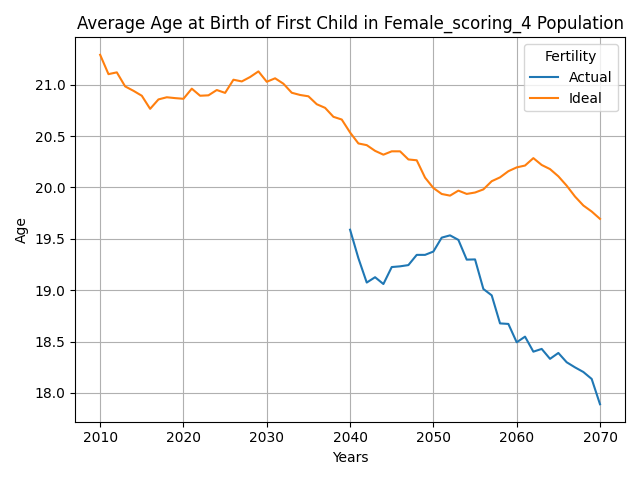 Average Age at Birth of First Child in Female_scoring_4 Population
Fertility
Actual
Ideal
21.0
20.5
20.0
19.5
19.0
18.5
18.0
Age
2010 2020 2030 2040 2050 2060 2070
Years